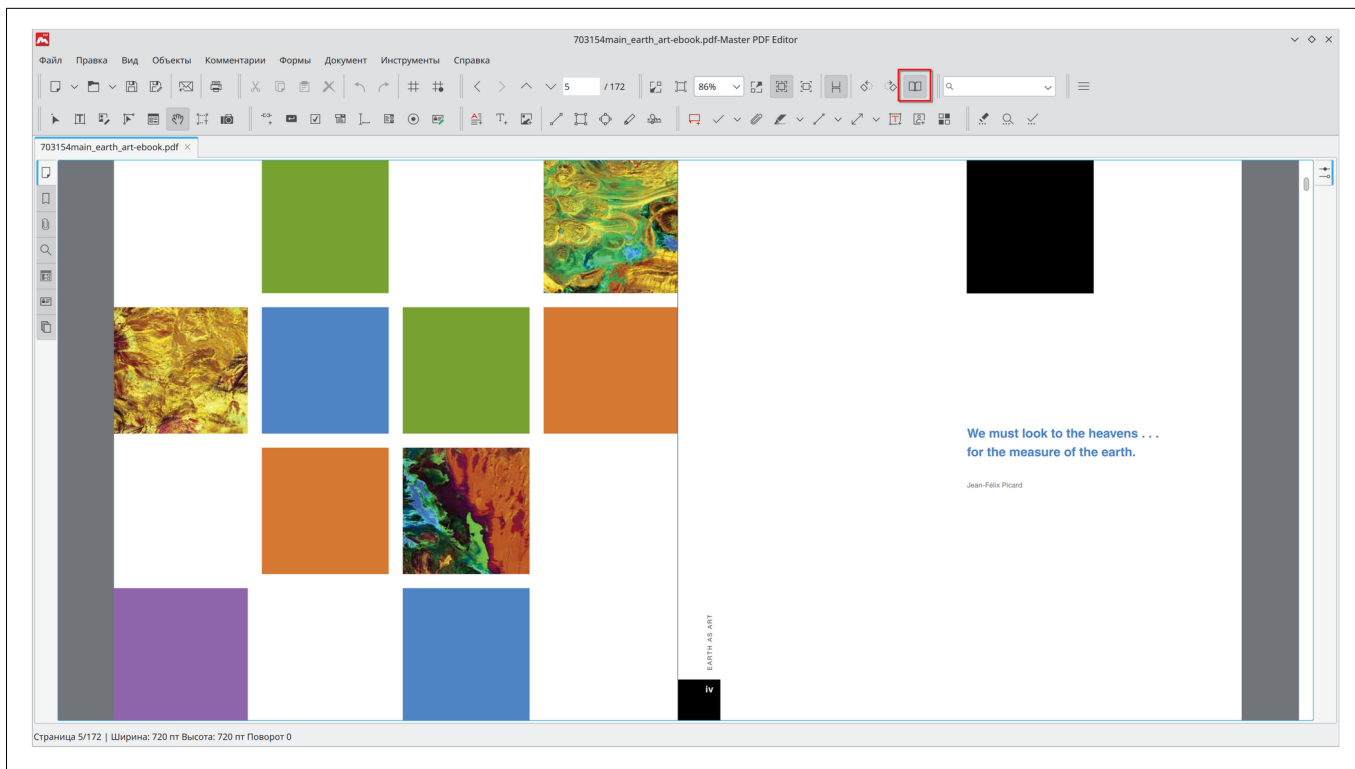 703154main_earth_art-ebook.pdf-Master PDF Editor
Файл Правка Вид Объекты Комментарии Формы Документ Инструменты Справка
5 / 172 86%
703154main_earth_art-ebook.pdf
We must look to the heavens . . .
for the measure of the earth.
Jean-Félix Picard
EARTH AS ART
iv
Страница 5/172 | Ширина: 720 пт Высота: 720 пт Поворот 0